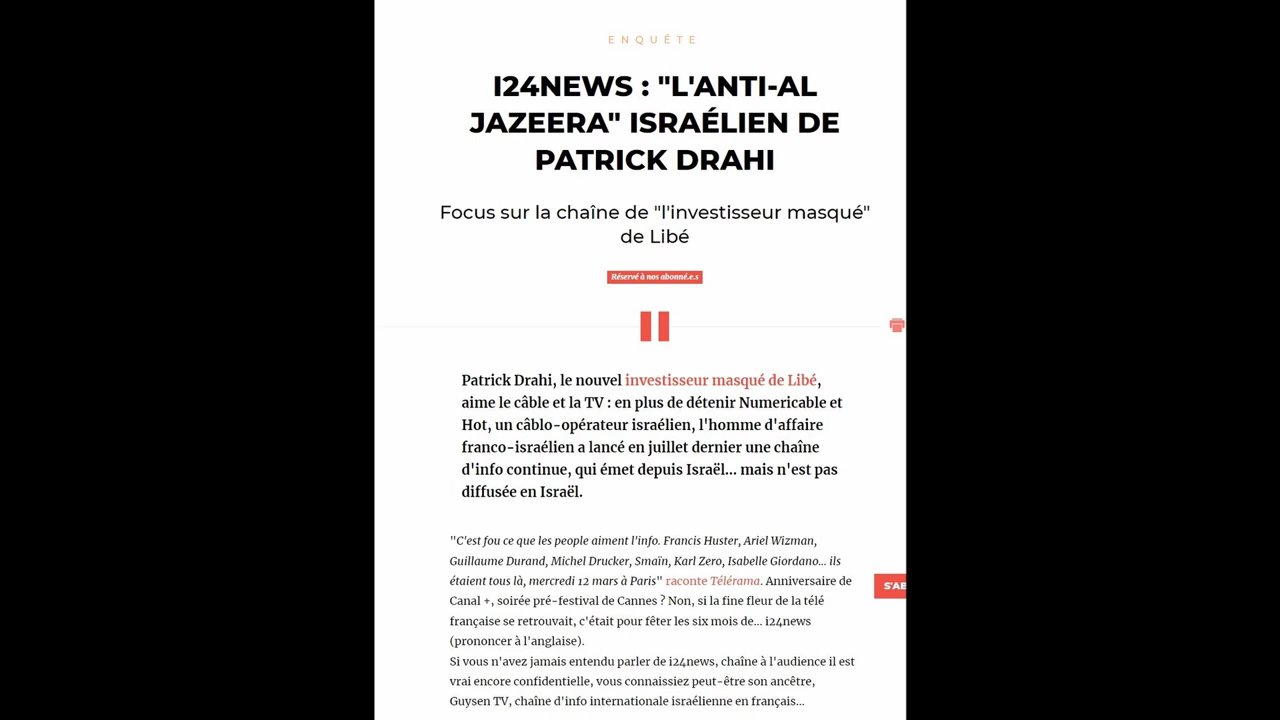 ENQUÊTE
I24NEWS : "L'ANTI-AL
JAZEERA" ISRAÉLIEN DE
PATRICK DRAHI
Focus sur la chaîne de "l'investisseur masqué"
de Libé
Réservé à nos abonné.e.s
Patrick Drahi, le nouvel investisseur masqué de Libé,
aime le câble et la TV : en plus de détenir Numericable et
Hot, un câblo-opérateur israélien, l'homme d'affaire
franco-israélien a lancé en juillet dernier une chaîne
d'info continue, qui émet depuis Israël... mais n'est pas
diffusée en Israël.
"C'est fou ce que les people aiment l'info. Francis Huster, Ariel Wizman,
Guillaume Durand, Michel Drucker, Smaïn, Karl Zero, Isabelle Giordano... ils
étaient tous là, mercredi 12 mars à Paris" raconte Télérama. Anniversaire de
S'AB
Canal +, soirée pré-festival de Cannes ? Non, si la fine fleur de la télé
française se retrouvait, c'était pour fêter les six mois de... i24news
(prononcer à l'anglaise).
Si vous n'avez jamais entendu parler de i24news, chaîne à l'audience il est
vrai encore confidentielle, vous connaissiez peut-être son ancêtre,
Guysen TV, chaîne d'info internationale israélienne en français...